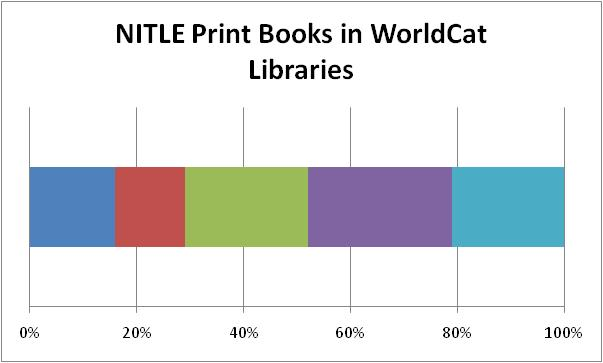 NITLE Print Books in WorldCat
Libraries
0% 20% 40% 60% 80% 100%